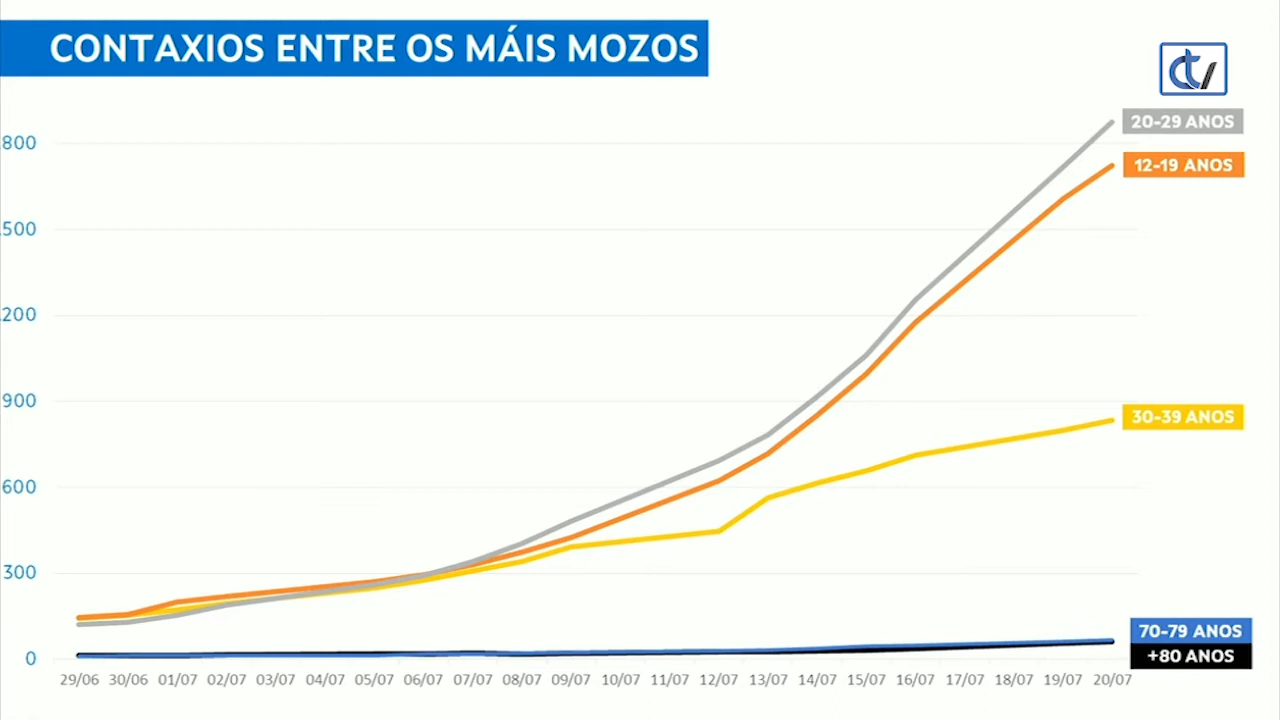 CONTAXIOS ENTRE OS MÁIS MOZOS
20-29 ANOS
800
12-19 ANOS
500
200
900
30-39 ANOS
600
300
70-79 ANOS
0
+80 ANOS
29/06 30/06 01/07 02/07 03/07 04/07 05/07 06/07 07/07 08/07 09/07 10/07 11/07 12/07 13/07 14/07 15/07 16/07 17/07 18/07 19/07 20/07